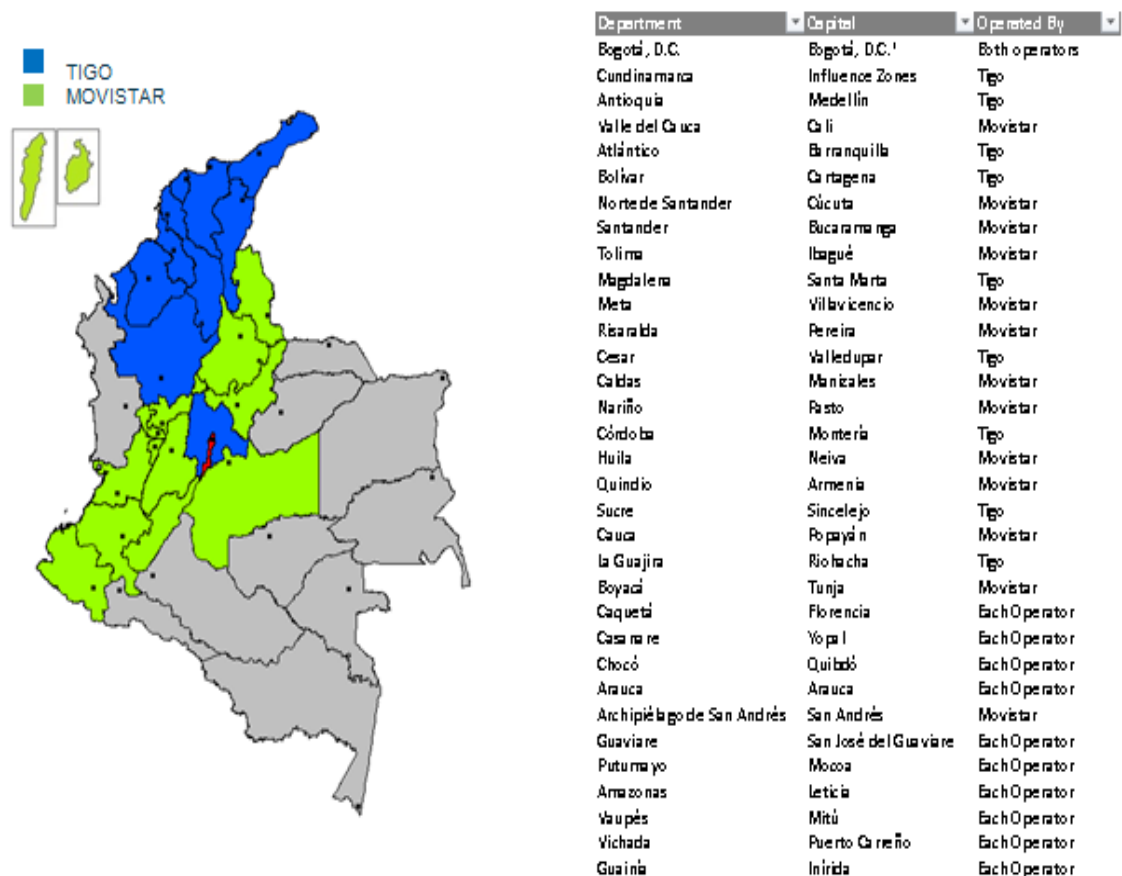 TIGO
MOVISTAR
Department Capital Operated By
Bogotá, D.C. Bogotá, D.C.¹ Both operators
Cundinamarca Influence Zones Tigo
Antioquia Medellín Tigo
Valle del Cauca Cali Movistar
Atlántico Barranquilla Tigo
Bolívar Cartagena Tigo
Norte de Santander Cúcuta Movistar
Santander Bucaramanga Movistar
Tolima Ibagué Movistar
Magdalena Santa Marta Tigo
Meta Villavicencio Movistar
Risaralda Pereira Movistar
Cesar Valledupar Tigo
Caldas Manizales Movistar
Nariño Pasto Movistar
Córdoba Montería Tigo
Huila Neiva Movistar
Quindio Armenia Movistar
Sucre Sincelejo Tigo
Cauca Popayán Movistar
La Guajira Riohacha Tigo
Boyacá Tunja Movistar
Caquetá Florencia Each Operator
Casanare Yopal Each Operator
Chocó Quibdó Each Operator
Arauca Arauca Each Operator
Archipiélago de San Andrés San Andrés Movistar
Guaviare San José del Guaviare Each Operator
Putumayo Mocoa Each Operator
Amazonas Leticia Each Operator
Vaupés Mitú Each Operator
Vichada Puerto Carreño Each Operator
Guainía Inírida Each Operator